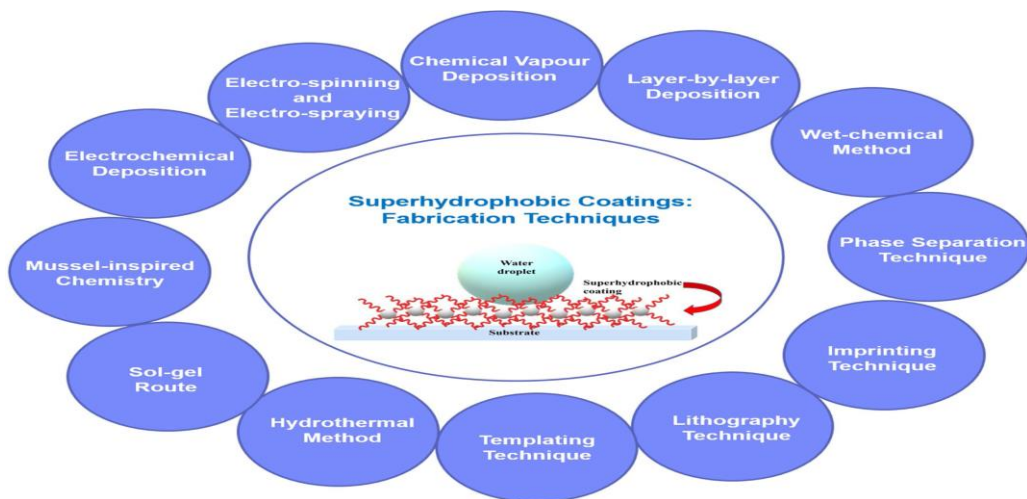 Chemical Vapour
Deposition
Layer-by-layer
Deposition
Wet-chemical
Method
Phase Separation
Technique
Imprinting
Technique
Lithography
Technique
Templating
Technique
Hydrothermal
Method
Sol-gel
Route
Mussel-inspired
Chemistry
Electrochemical
Deposition
Electro-spinning
and
Electro-spraying
Superhydrophobic Coatings:
Fabrication Techniques
Water
droplet
Superhydrophobic
coating
Substrate